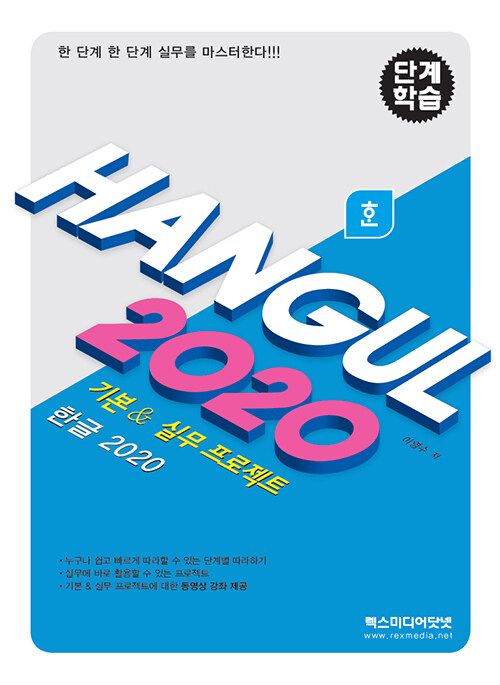 한 단계 한 단계 실무를 마스터한다!!!
단계
학습
HANGUL
한
2020
기본 & 실무 프로젝트
한글 2020
이영수 저
• 누구나 쉽고 빠르게 따라할 수 있는 단계별 따라하기
• 실무에 바로 활용할 수 있는 프로젝트
• 기본 & 실무 프로젝트에 대한 동영상 강좌 제공
렉스미디어닷넷
www.rexmedia.net